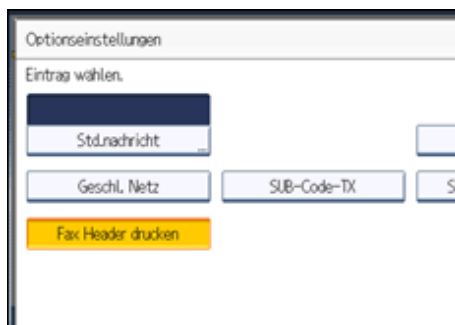 Optionseinstellungen
Eintrag wählen.
Std.nachricht
Geschl. Netz SUB-Code-TX S
Fax Header drucken